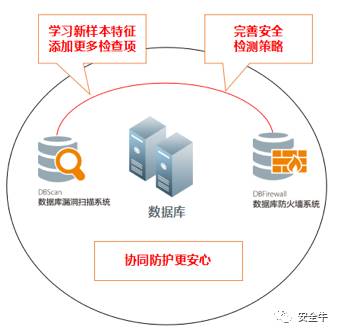 学习新样本特征
添加更多检查项
完善安全
检测策略
DBScan
数据库漏洞扫描系统
数据库
DBFirewall
数据库防火墙系统
协同防护更安心
安全牛